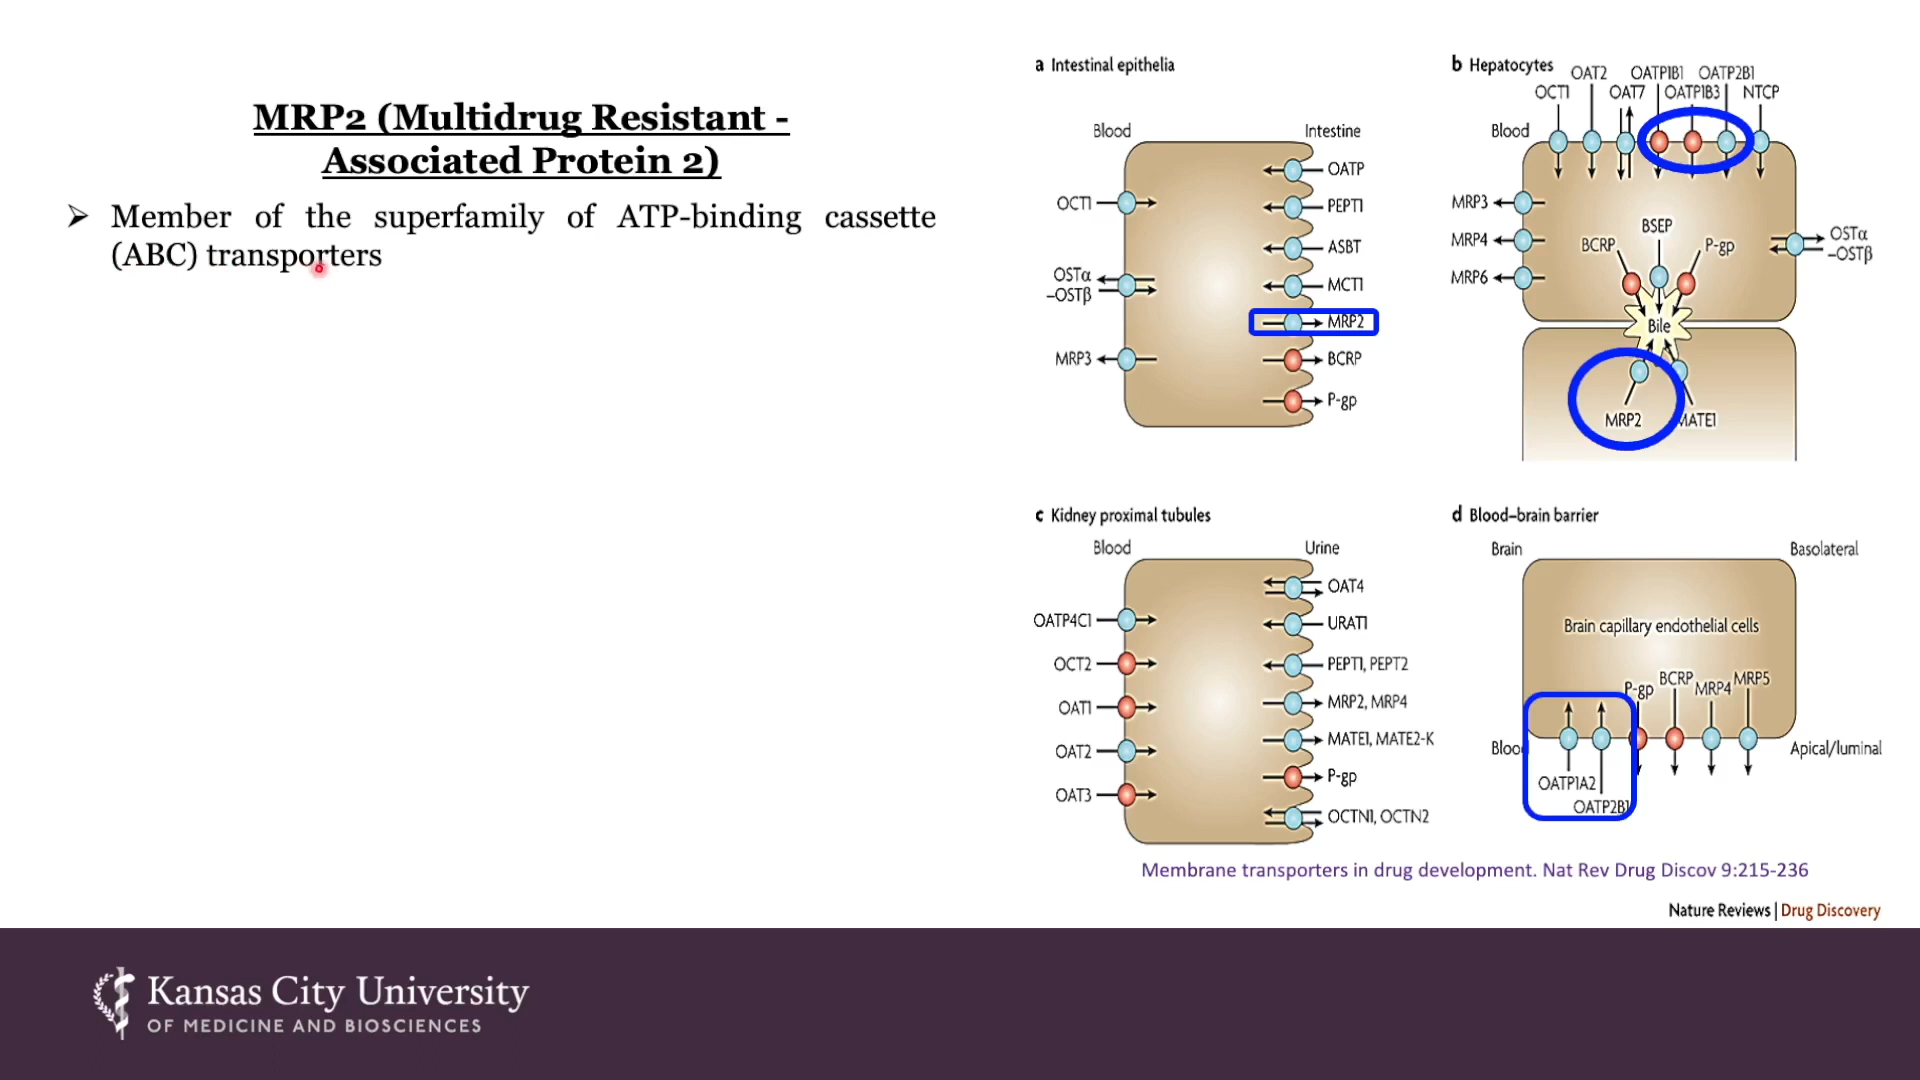 MRP2 (Multidrug Resistant -
Associated Protein 2)
➢ Member of the superfamily of ATP-binding cassette
(ABC) transporters
a Intestinal epithelia
Blood
Intestine
OCT1
OSTα
–OSTβ
MRP3
OATP
PEPT1
ASBT
MCT1
MRP2
BCRP
P-gp
b Hepatocytes
OAT2 OATP1B1 OATP2B1
OCT1 OAT7 OATP1B3 NTCP
Blood
MRP3
MRP4
MRP6
BSEP
BCRP
P-gp
OSTα
–OSTβ
Bile
MRP2
MATE1
c Kidney proximal tubules
Blood
Urine
OATP4C1
OCT2
OAT1
OAT2
OAT3
OAT4
URAT1
PEPT1, PEPT2
MRP2, MRP4
MATE1, MATE2-K
P-gp
OCTN1, OCTN2
d Blood–brain barrier
Brain
Basolateral
Brain capillary endothelial cells
P-gp BCRP MRP4 MRP5
Blood
Apical/luminal
OATP1A2
OATP2B1
Membrane transporters in drug development. Nat Rev Drug Discov 9:215-236
Nature Reviews | Drug Discovery
Kansas City University
OF MEDICINE AND BIOSCIENCES